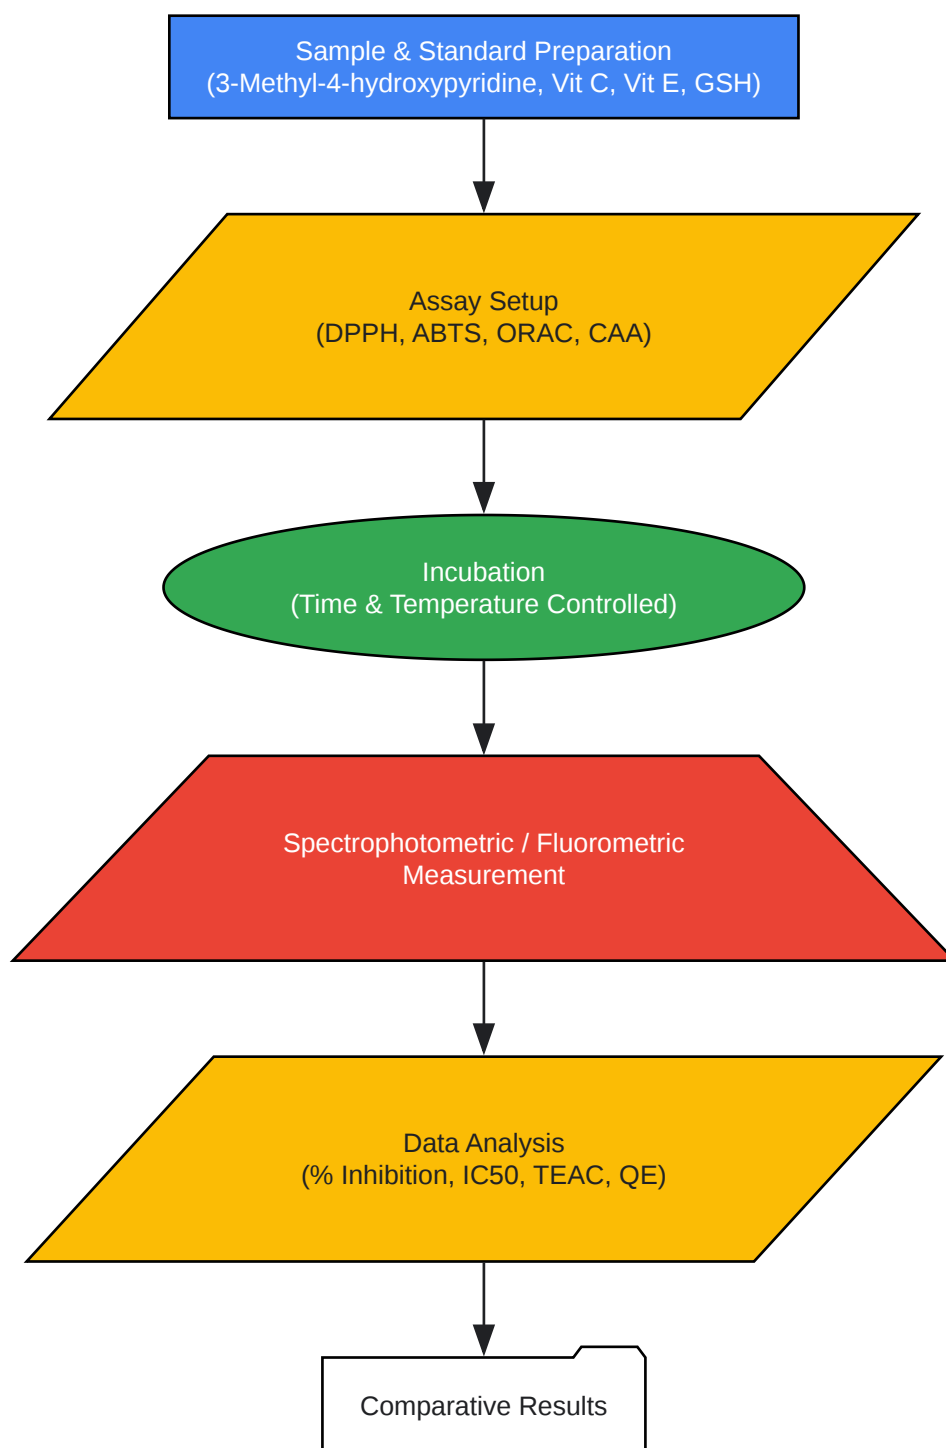 Sample & Standard Preparation
(3-Methyl-4-hydroxypyridine, Vit C, Vit E, GSH)
Assay Setup
(DPPH, ABTS, ORAC, CAA)
Incubation
(Time & Temperature Controlled)
Spectrophotometric / Fluorometric
Measurement
Data Analysis
(% Inhibition, IC50, TEAC, QE)
Comparative Results